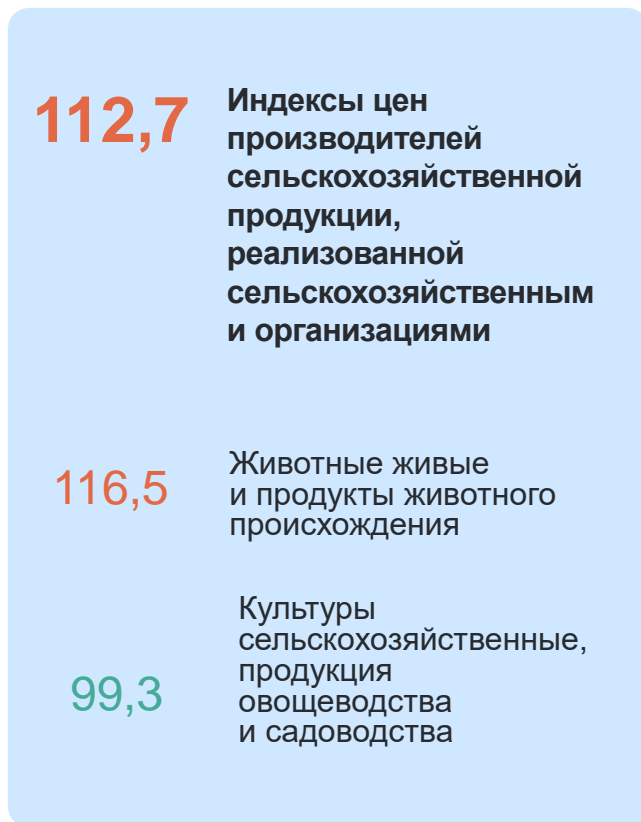 112,7
Индексы цен
производителей
сельскохозяйственной
продукции,
реализованной
сельскохозяйственным
и организациями
116,5
Животные живые
и продукты животного
происхождения
99,3
Культуры
сельскохозяйственные,
продукция
овощеводства
и садоводства